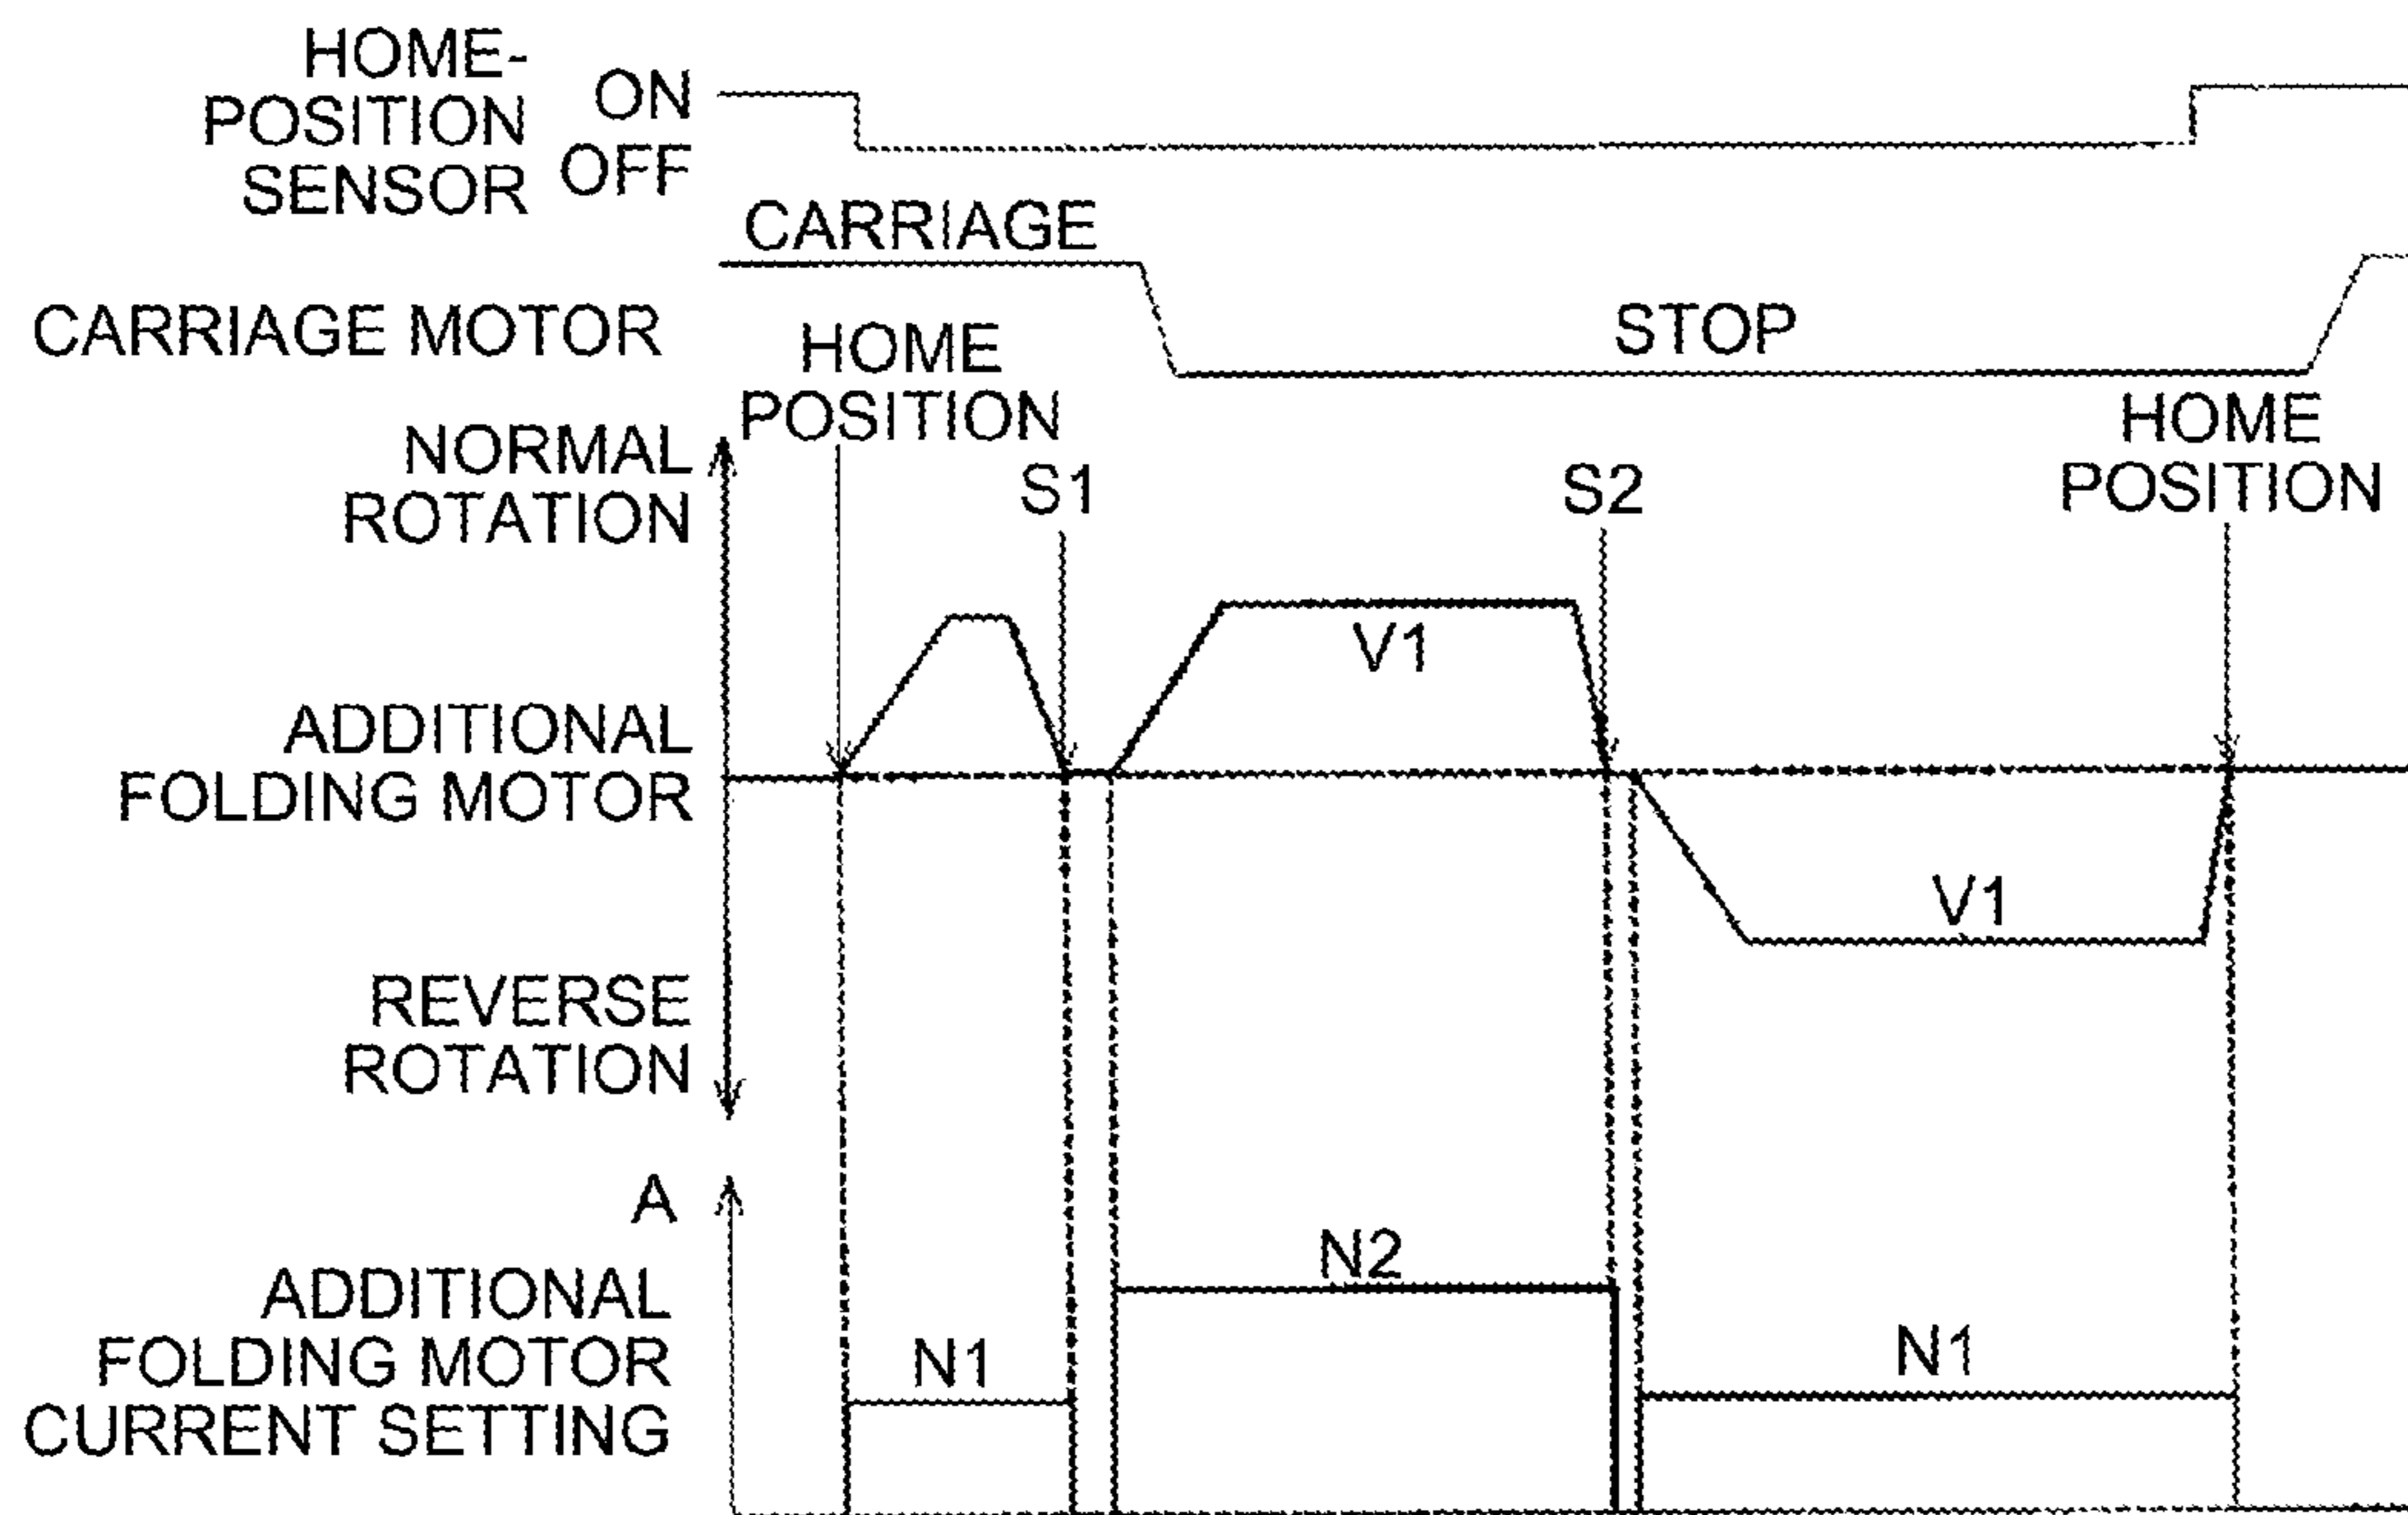 HOME-
POSITION
SENSOR
ON
OFF
CARRIAGE
CARRIAGE MOTOR
STOP
HOME
POSITION
NORMAL
ROTATION
S1
S2
HOME
POSITION
V1
ADDITIONAL
FOLDING MOTOR
V1
REVERSE
ROTATION
A
N2
ADDITIONAL
FOLDING MOTOR
CURRENT SETTING
N1
N1